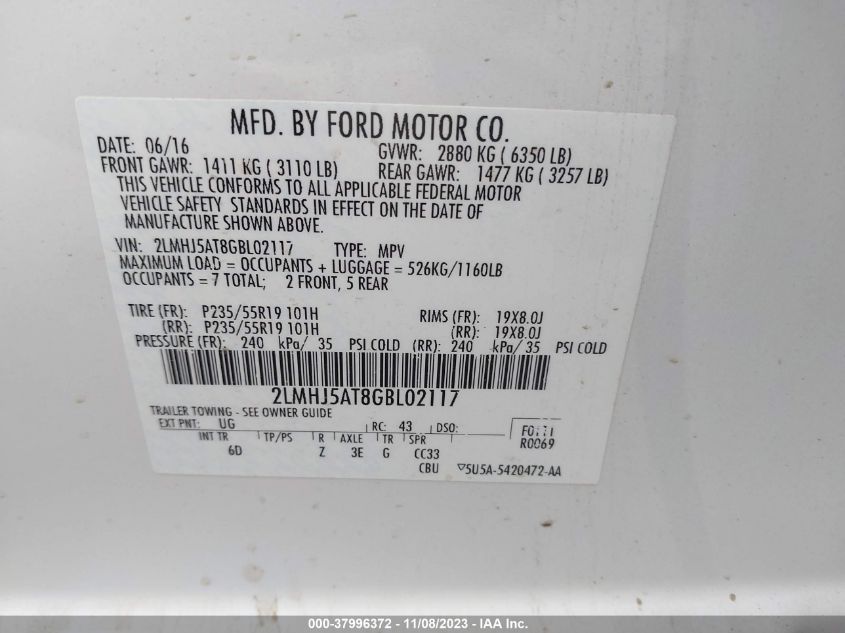 MFD. BY FORD MOTOR CO.
DATE: 06/16 GVWR: 2880 KG ( 6350 LB)
FRONT GAWR: 1411 KG ( 3110 LB) REAR GAWR: 1477 KG ( 3257 LB)
THIS VEHICLE CONFORMS TO ALL APPLICABLE FEDERAL MOTOR
VEHICLE SAFETY STANDARDS IN EFFECT ON THE DATE OF
MANUFACTURE SHOWN ABOVE.
VIN: 2LMHJ5AT8GBL02117 TYPE: MPV
MAXIMUM LOAD = OCCUPANTS + LUGGAGE = 526KG/1160LB
OCCUPANTS = 7 TOTAL; 2 FRONT, 5 REAR
TIRE (FR): P235/55R19 101H RIMS (FR): 19X8.0J
(RR): P235/55R19 101H (RR): 19X8.0J
PRESSURE (FR): 240 kPa/ 35 PSI COLD (RR): 240 kPa/ 35 PSI COLD
2LMHJ5AT8GBL02117
TRAILER TOWING - SEE OWNER GUIDE
EXT PNT: UG RC: 43 DSO:
INT TR TP/PS R AXLE TR SPR R0069
6D Z 3E G CC33
CBU 5U5A-5420472-AA
000-37996372 - 11/08/2023 - IAA Inc.